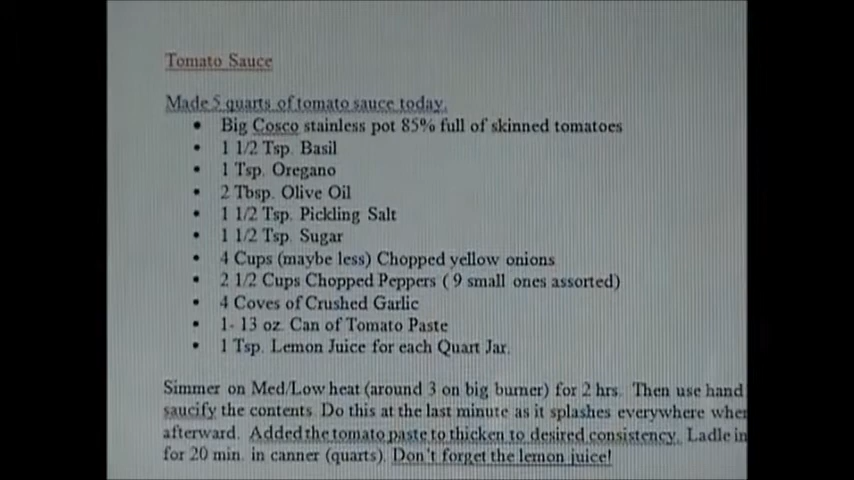 Tomato Sauce
Made 5 quarts of tomato sauce today.
• Big Cosco stainless pot 85% full of skinned tomatoes
• 1 1/2 Tsp. Basil
• 1 Tsp. Oregano
• 2 Tbsp. Olive Oil
• 1 1/2 Tsp. Pickling Salt
• 1 1/2 Tsp. Sugar
• 4 Cups (maybe less) Chopped yellow onions
• 2 1/2 Cups Chopped Peppers ( 9 small ones assorted)
• 4 Coves of Crushed Garlic
• 1- 13 oz. Can of Tomato Paste
• 1 Tsp. Lemon Juice for each Quart Jar.
Simmer on Med/Low heat (around 3 on big burner) for 2 hrs. Then use hand
saucify the contents. Do this at the last minute as it splashes everywhere
afterward. Added the tomato paste to thicken to desired consistency. Ladle in
for 20 min. in canner (quarts). Don't forget the lemon juice!